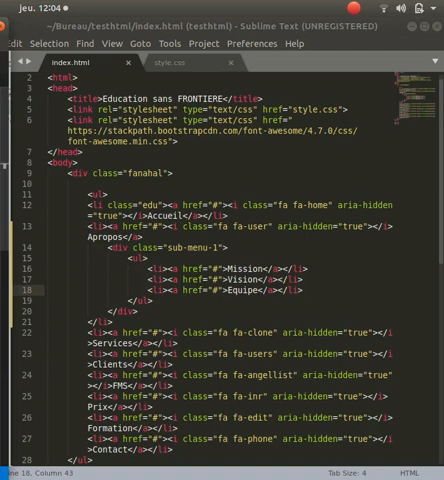 jeu. 12:04
~/Bureau/testhtml/index.html (testhtml) - Sublime Text (UNREGISTERED)
Edit Selection Find View Goto Tools Project Preferences Help
index.html × style.css ×
2 <html>
3 <head>
4 <title>Education sans FRONTIERE</title>
5 <link rel="stylesheet" type="text/css" href="style.css">
6 <link rel="stylesheet" type="text/css" href="
https://stackpath.bootstrapcdn.com/font-awesome/4.7.0/css/
font-awesome.min.css">
7 </head>
8 <body>
9 <div class="fanahal">
10
11 <ul>
12 <li class="edu"><a href="#"><i class="fa fa-home" aria-hidden
="true"></i>Accueil</a></li>
13 <li><a href="#"><i class="fa fa-user" aria-hidden="true"></i>
Apropos</a>
14 <div class="sub-menu-1">
15 <ul>
16 <li><a href="#">Mission</a></li>
17 <li><a href="#">Vision</a></li>
18 <li><a href="#">Equipe</a></li>
19 </ul>
20 </div>
21 </li>
22 <li><a href="#"><i class="fa fa-clone" aria-hidden="true"></i
>Services</a></li>
23 <li><a href="#"><i class="fa fa-users" aria-hidden="true"></i
>Clients</a></li>
24 <li><a href="#"><i class="fa fa-angellist" aria-hidden="true"
></i>FMS</a></li>
25 <li><a href="#"><i class="fa fa-inr" aria-hidden="true"></i>
Prix</a></li>
26 <li><a href="#"><i class="fa fa-edit" aria-hidden="true"></i>
Formation</a></li>
27 <li><a href="#"><i class="fa fa-phone" aria-hidden="true"></i
>Contact</a></li>
28 </ul>
Line 18, Column 43 Tab Size: 4 HTML